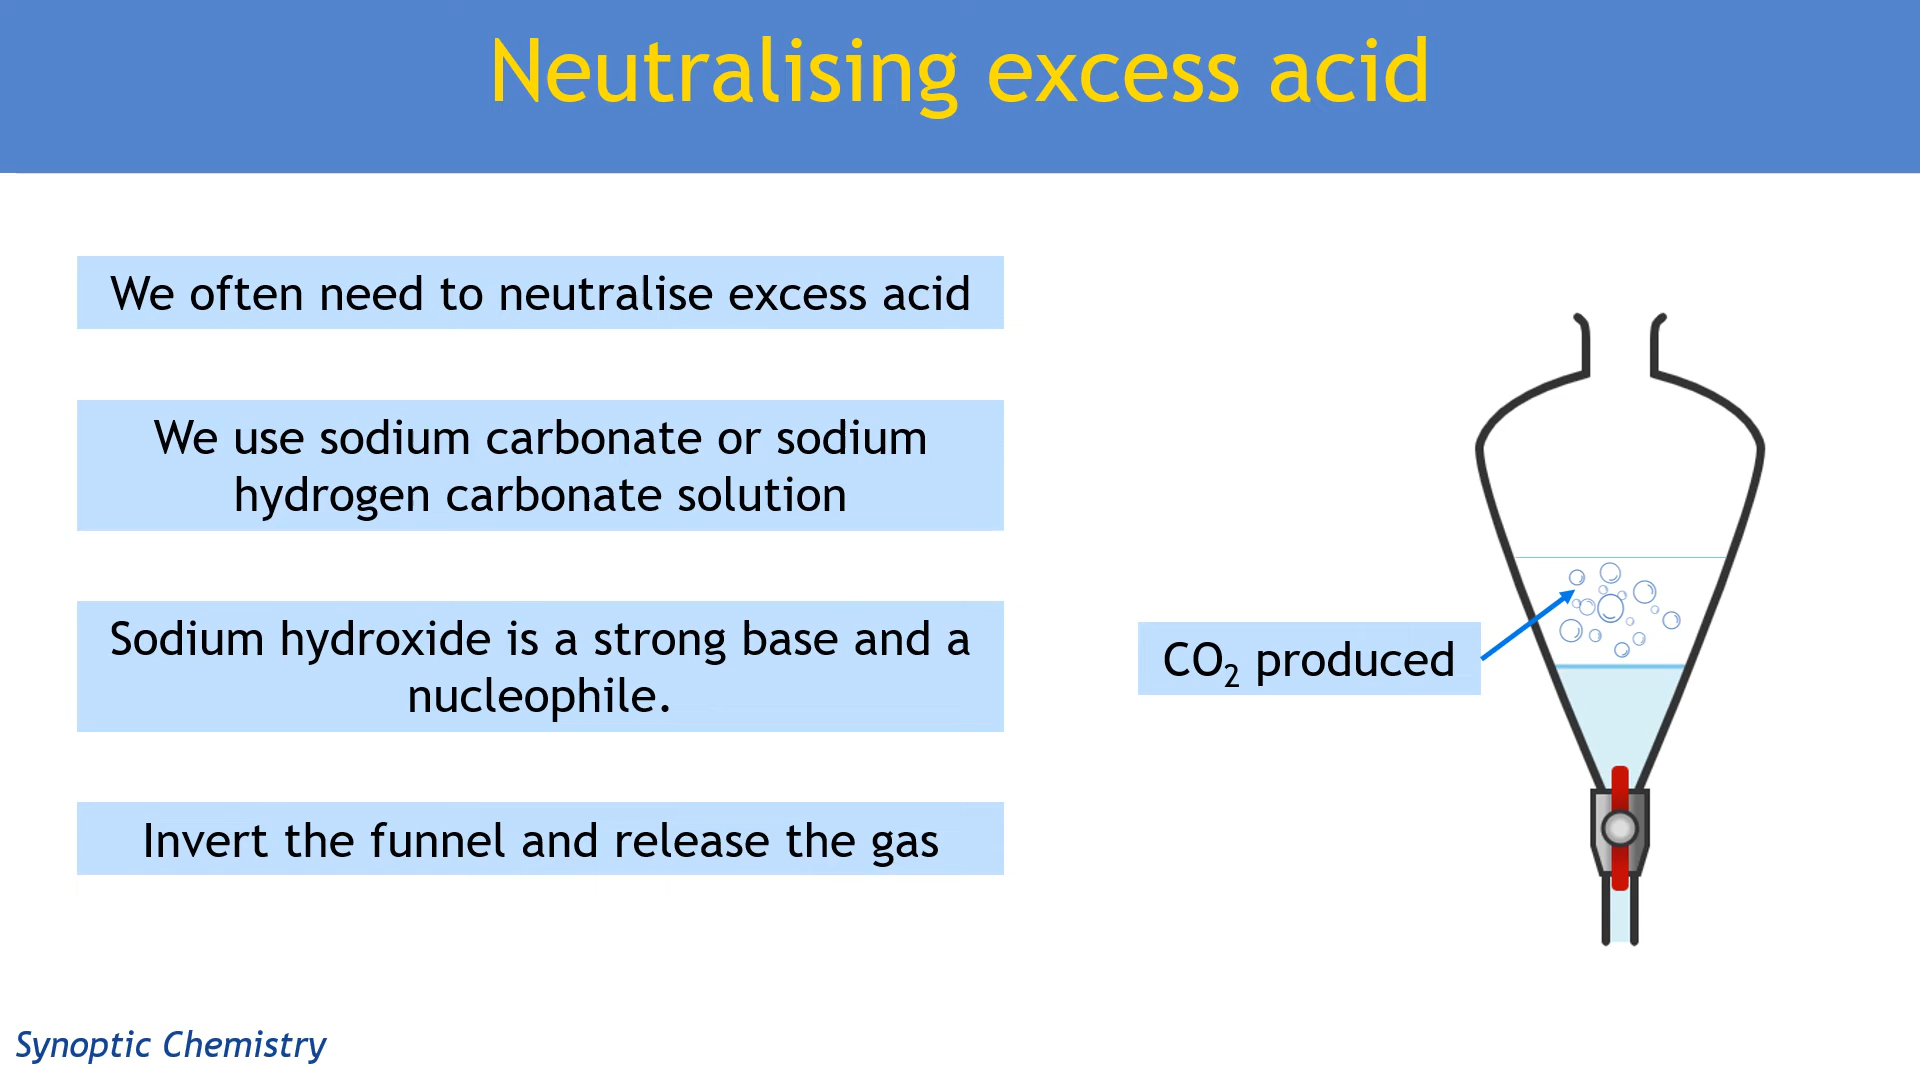 Neutralising excess acid
We often need to neutralise excess acid
We use sodium carbonate or sodium
hydrogen carbonate solution
Sodium hydroxide is a strong base and a
nucleophile.
Invert the funnel and release the gas
CO₂ produced
Synoptic Chemistry